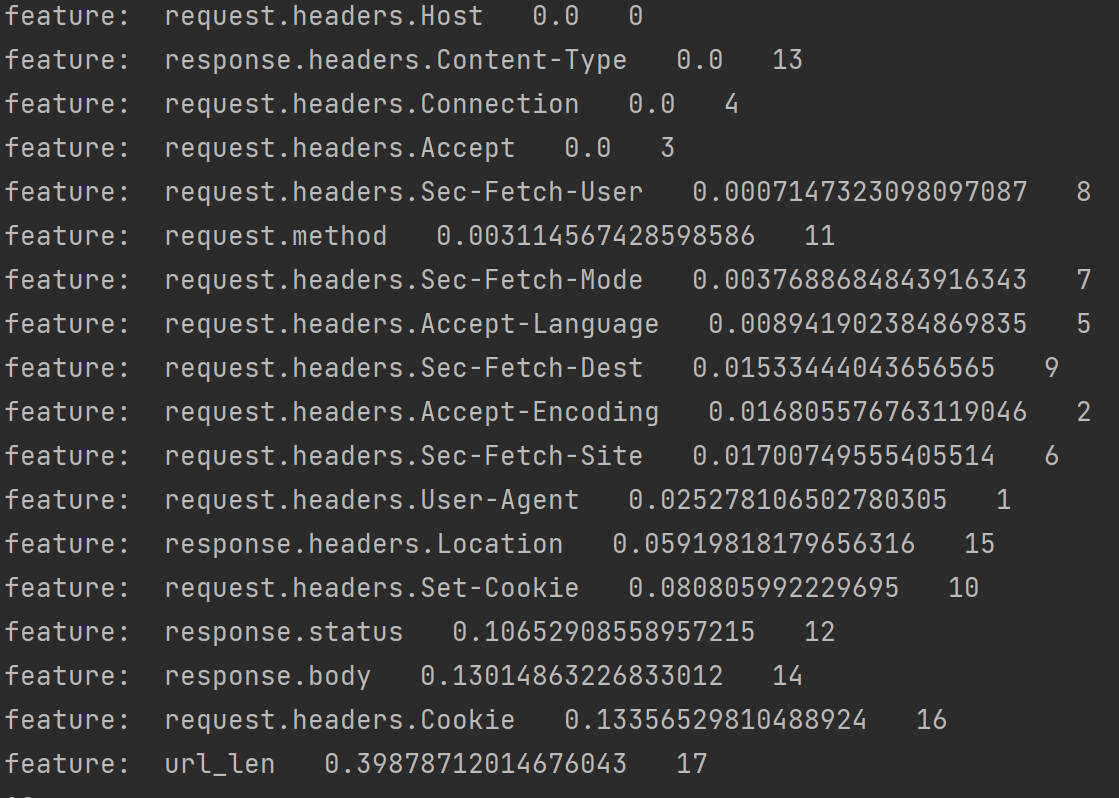 feature:  request.headers.Host   0.0   0
feature:  response.headers.Content-Type   0.0   13
feature:  request.headers.Connection   0.0   4
feature:  request.headers.Accept   0.0   3
feature:  request.headers.Sec-Fetch-User   0.0007147323098097087   8
feature:  request.method   0.003114567428598586   11
feature:  request.headers.Sec-Fetch-Mode   0.0037688684843916343   7
feature:  request.headers.Accept-Language   0.008941902384869835   5
feature:  request.headers.Sec-Fetch-Dest   0.01533444043656565   9
feature:  request.headers.Accept-Encoding   0.016805576763119046   2
feature:  request.headers.Sec-Fetch-Site   0.01700749555405514   6
feature:  request.headers.User-Agent   0.025278106502780305   1
feature:  response.headers.Location   0.05919818179656316   15
feature:  request.headers.Set-Cookie   0.080805992229695   10
feature:  response.status   0.10652908558957215   12
feature:  response.body   0.13014863226833012   14
feature:  request.headers.Cookie   0.13356529810488924   16
feature:  url_len   0.39878712014676043   17